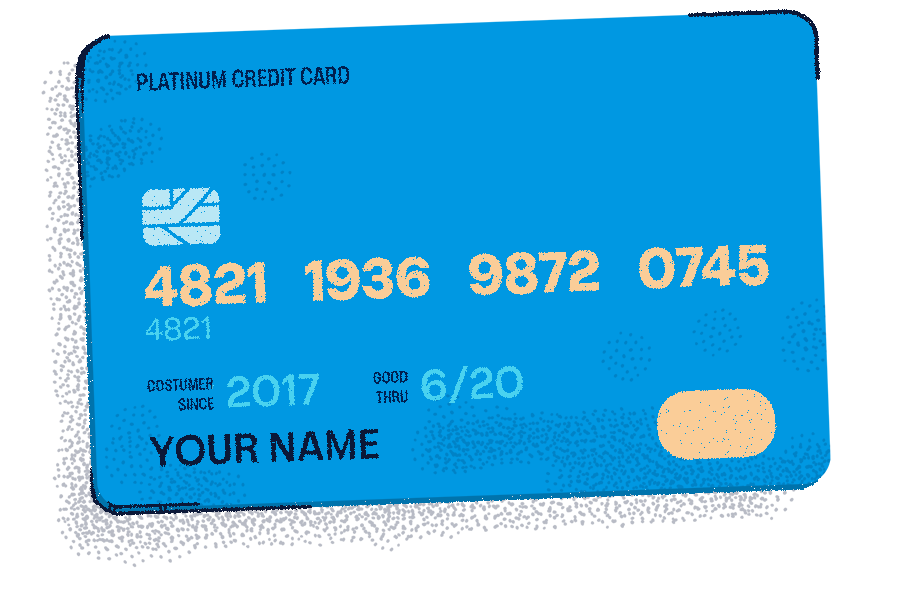 PLATINUM CREDIT CARD
4821 1936 9872 0745
4821
COSTUMER SINCE 2017 GOOD THRU 6/20
YOUR NAME